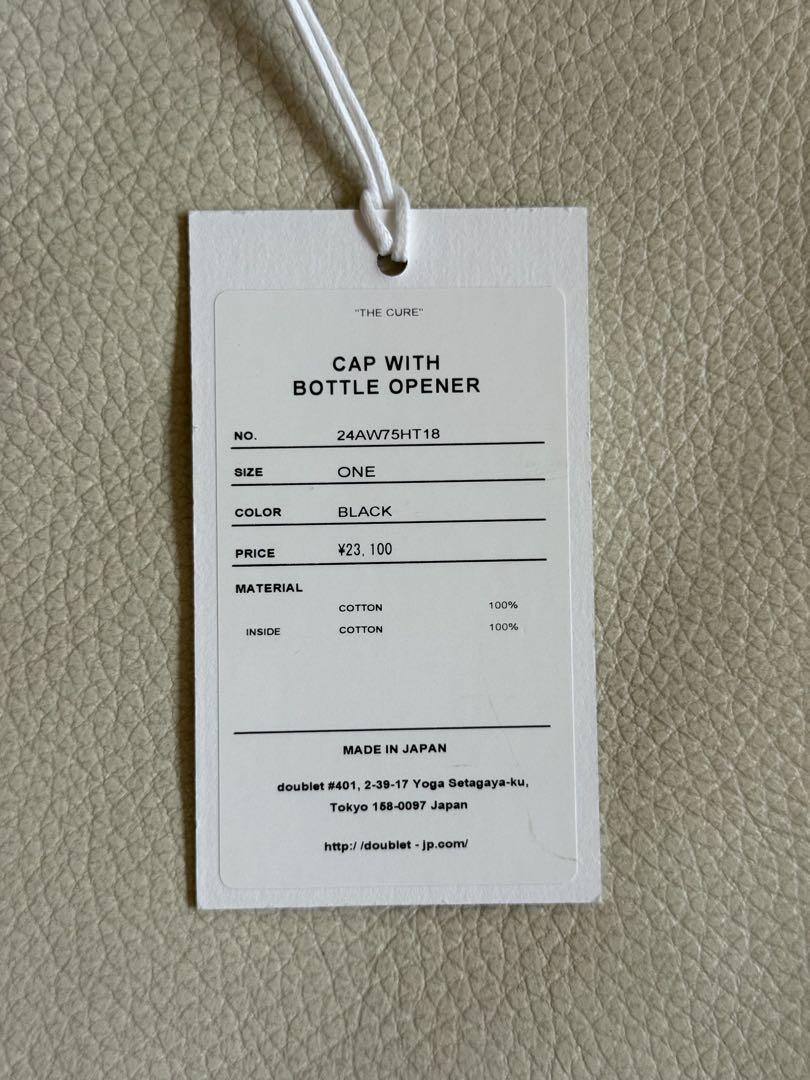 "THE CURE"
CAP WITH
BOTTLE OPENER
NO. 24AW75HT18
SIZE ONE
COLOR BLACK
PRICE ¥23,100
MATERIAL
COTTON 100%
INSIDE COTTON 100%
MADE IN JAPAN
doublet #401, 2-39-17 Yoga Setagaya-ku,
Tokyo 158-0097 Japan
http://doublet-jp.com/